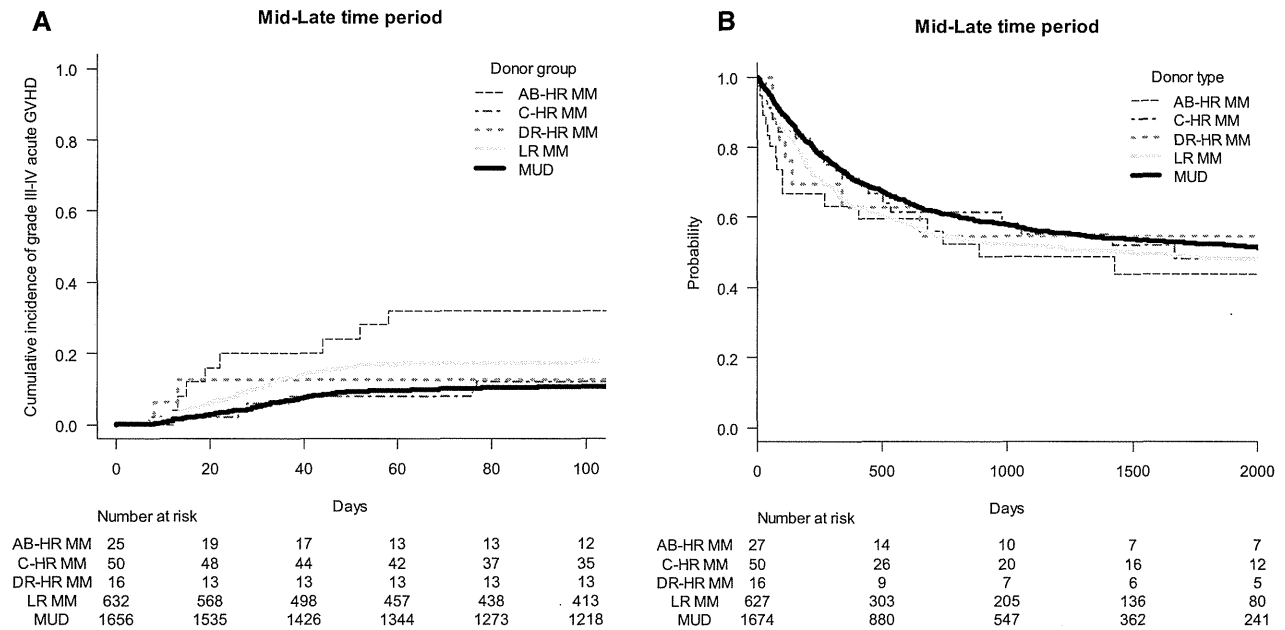 A
Mid-Late time period
Cumulative incidence of grade III-IV acute GVHD
1.0
0.8
0.6
0.4
0.2
0.0
Donor group
AB-HR MM
C-HR MM
DR-HR MM
LR MM
MUD
0 20 40 60 80 100
Days
Number at risk
AB-HR MM 25 19 17 13 13 12
C-HR MM 50 48 44 42 37 35
DR-HR MM 16 13 13 13 13 13
LR MM 632 568 498 457 438 413
MUD 1656 1535 1426 1344 1273 1218
B
Mid-Late time period
Probability
1.0
0.8
0.6
0.4
0.2
0.0
Donor type
AB-HR MM
C-HR MM
DR-HR MM
LR MM
MUD
0 500 1000 1500 2000
Days
Number at risk
AB-HR MM 27 14 10 7 7
C-HR MM 50 26 20 16 12
DR-HR MM 16 9 7 6 5
LR MM 627 303 205 136 80
MUD 1674 880 547 362 241